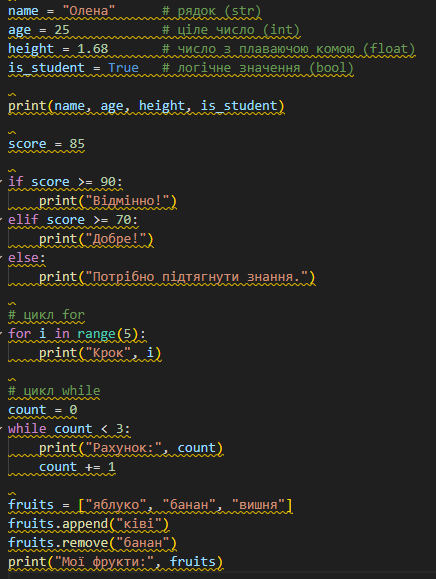 name = "Олена"      # рядок (str)
age = 25            # ціле число (int)
height = 1.68       # число з плаваючою комою (float)
is_student = True   # логічне значення (bool)

print(name, age, height, is_student)

score = 85

if score >= 90:
    print("Відмінно!")
elif score >= 70:
    print("Добре!")
else:
    print("Потрібно підтягнути знання.")

# цикл for
for i in range(5):
    print("Крок", i)

# цикл while
count = 0
while count < 3:
    print("Рахунок:", count)
    count += 1

fruits = ["яблуко", "банан", "вишня"]
fruits.append("ківі")
fruits.remove("банан")
print("Мої фрукти:", fruits)